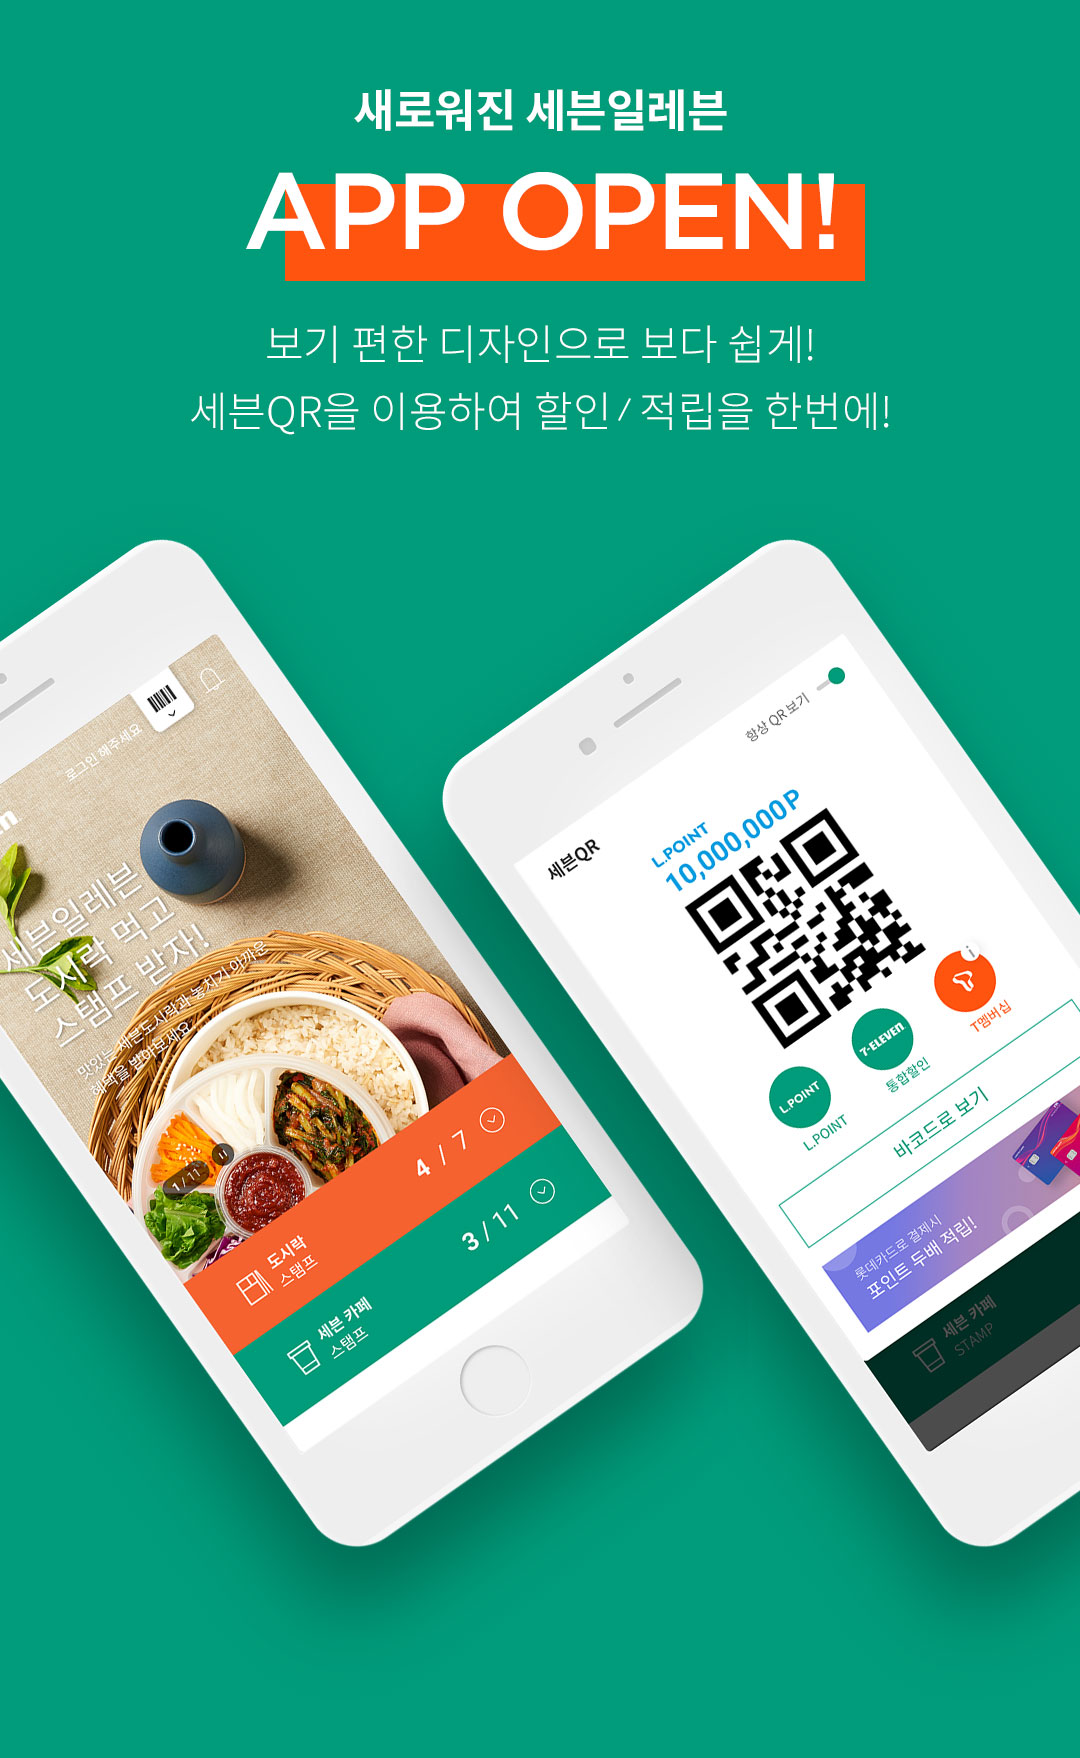 새로워진 세븐일레븐
APP OPEN!
보기 편한 디자인으로 보다 쉽게!
세븐QR을 이용하여 할인 / 적립을 한번에!
로그인 해주세요
세븐일레븐
도시락 먹고
스탬프 받자!
맛있는 세븐도시락과 놓치기 아까운
혜택을 받아보세요
1 / 11
도시락
스탬프
4 / 7
세븐 카페
스탬프
3 / 11
항상 QR 보기
세븐QR
L.POINT
10,000,000P
L.POINT
L.POINT
7-ELEVEn
통합할인
i
T멤버십
바코드로 보기
롯데카드로 결제시
포인트 두배 적립!
세븐 카페
STAMP